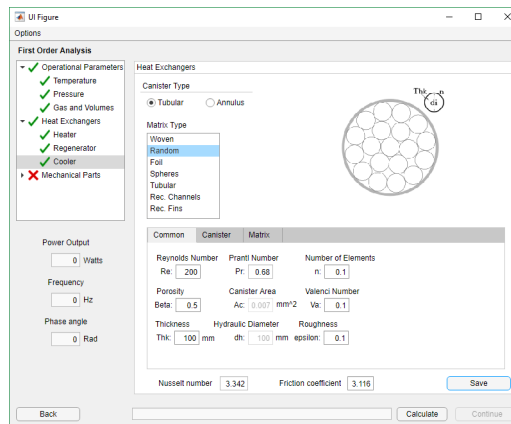 UI Figure
Options
First Order Analysis
Operational Parameters
Temperature
Pressure
Gas and Volumes
Heat Exchangers
Heater
Regenerator
Cooler
Mechanical Parts
Power Output
0 Watts
Frequency
0 Hz
Phase angle
0 Rad
Heat Exchangers
Canister Type
Tubular Annulus
Matrix Type
Woven
Random
Foil
Spheres
Tubular
Rec. Channels
Rec. Fins
Thk n
di
Common Canister Matrix
Reynolds Number Prantl Number Number of Elements
Re: 200 Pr: 0.68 n: 0.1
Porosity Canister Area Valenci Number
Beta: 0.5 Ac: 0.007 mm^2 Va: 0.1
Thickness Hydraulic Diameter Roughness
Thk: 100 mm dh: 100 mm epsilon: 0.1
Nusselt number 3.342 Friction coefficient 3.116 Save
Back Calculate Continue